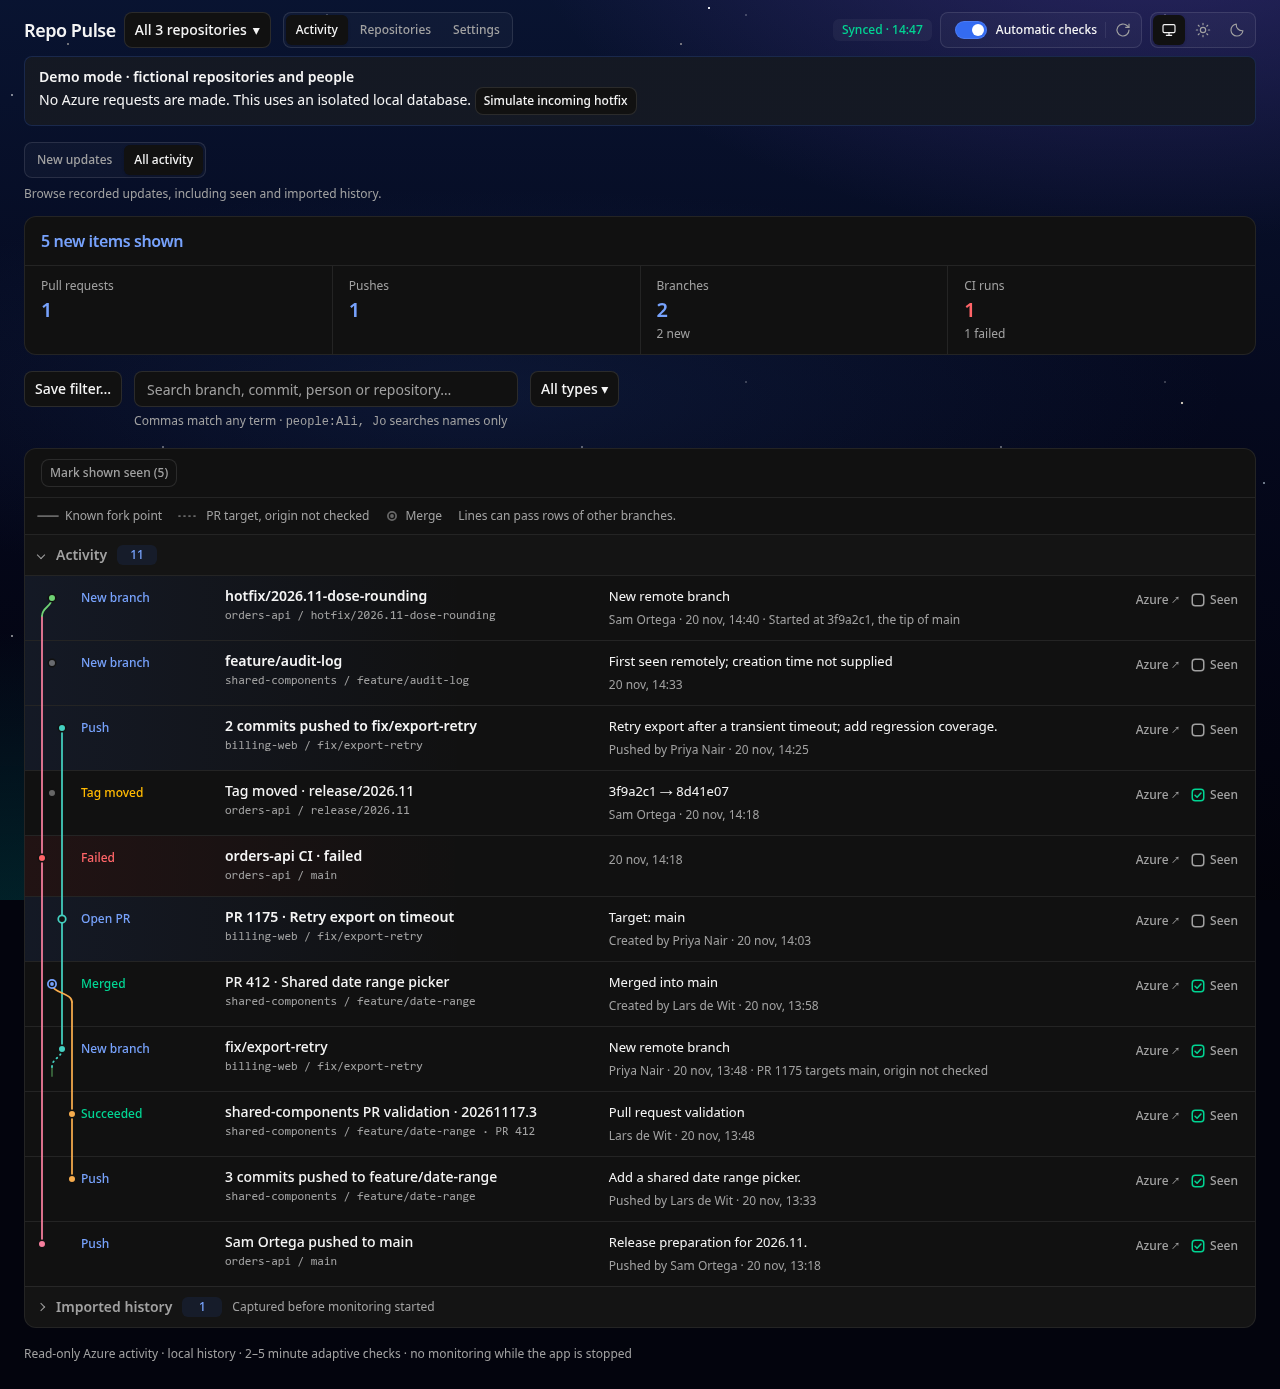 Repo Pulse
All 3 repositories ▾
Activity
Repositories
Settings
Synced · 14:47
Automatic checks
Demo mode · fictional repositories and people
No Azure requests are made. This uses an isolated local database.
Simulate incoming hotfix
New updates
All activity
Browse recorded updates, including seen and imported history.
5 new items shown
Pull requests
1
Pushes
1
Branches
2
2 new
CI runs
1
1 failed
Save filter...
Search branch, commit, person or repository...
All types ▾
Commas match any term · people:Ali, Jo searches names only
Mark shown seen (5)
Known fork point
PR target, origin not checked
Merge
Lines can pass rows of other branches.
Activity 11
New branch
hotfix/2026.11-dose-rounding
orders-api / hotfix/2026.11-dose-rounding
New remote branch
Sam Ortega · 20 nov, 14:40 · Started at 3f9a2c1, the tip of main
Azure ↗ Seen
New branch
feature/audit-log
shared-components / feature/audit-log
First seen remotely; creation time not supplied
20 nov, 14:33
Azure ↗ Seen
Push
2 commits pushed to fix/export-retry
billing-web / fix/export-retry
Retry export after a transient timeout; add regression coverage.
Pushed by Priya Nair · 20 nov, 14:25
Azure ↗ Seen
Tag moved
Tag moved · release/2026.11
orders-api / release/2026.11
3f9a2c1 → 8d41e07
Sam Ortega · 20 nov, 14:18
Azure ↗ Seen
Failed
orders-api CI · failed
orders-api / main
20 nov, 14:18
Azure ↗ Seen
Open PR
PR 1175 · Retry export on timeout
billing-web / fix/export-retry
Target: main
Created by Priya Nair · 20 nov, 14:03
Azure ↗ Seen
Merged
PR 412 · Shared date range picker
shared-components / feature/date-range
Merged into main
Created by Lars de Wit · 20 nov, 13:58
Azure ↗ Seen
New branch
fix/export-retry
billing-web / fix/export-retry
New remote branch
Priya Nair · 20 nov, 13:48 · PR 1175 targets main, origin not checked
Azure ↗ Seen
Succeeded
shared-components PR validation · 20261117.3
shared-components / feature/date-range · PR 412
Pull request validation
Lars de Wit · 20 nov, 13:48
Azure ↗ Seen
Push
3 commits pushed to feature/date-range
shared-components / feature/date-range
Add a shared date range picker.
Pushed by Lars de Wit · 20 nov, 13:33
Azure ↗ Seen
Push
Sam Ortega pushed to main
orders-api / main
Release preparation for 2026.11.
Pushed by Sam Ortega · 20 nov, 13:18
Azure ↗ Seen
Imported history 1 Captured before monitoring started
Read-only Azure activity · local history · 2–5 minute adaptive checks · no monitoring while the app is stopped